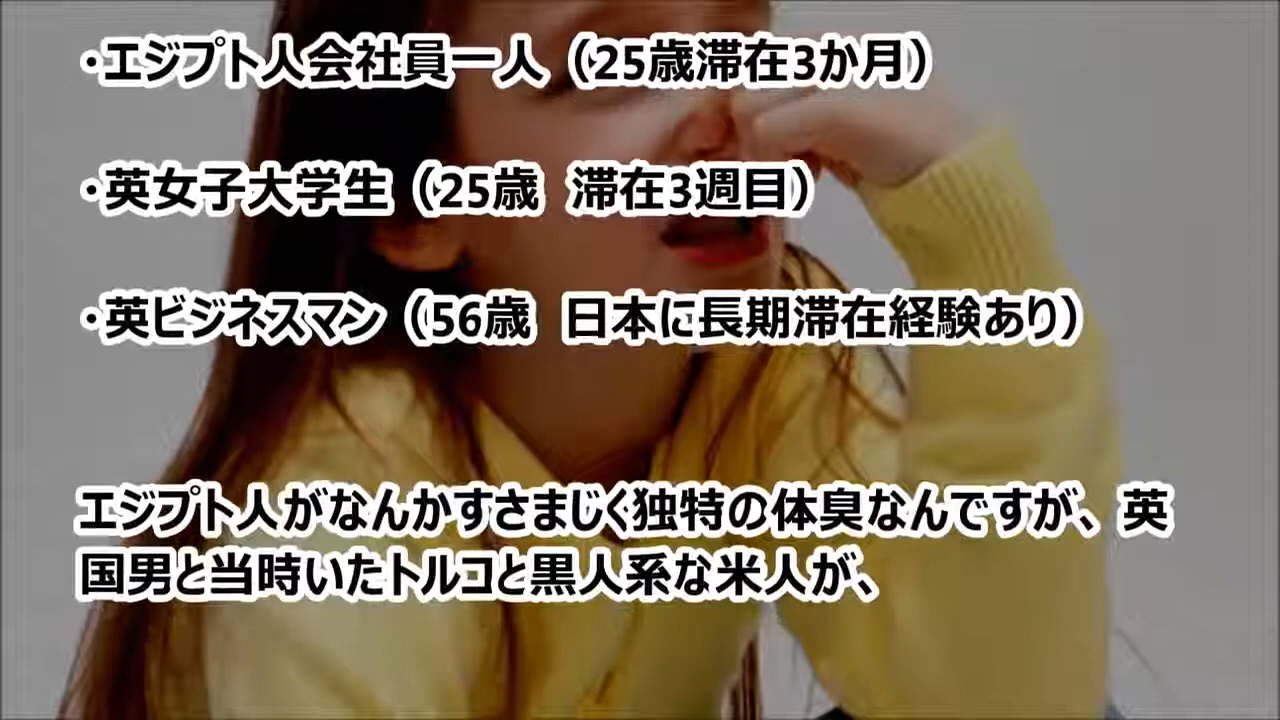 ・エジプト人会社員一人（25歳滞在3か月）
・英女子大学生（25歳　滞在3週目）
・英ビジネスマン（56歳　日本に長期滞在経験あり）
エジプト人がなんかすさまじく独特の体臭なんですが、英
国男と当時いたトルコと黒人系な米人が、